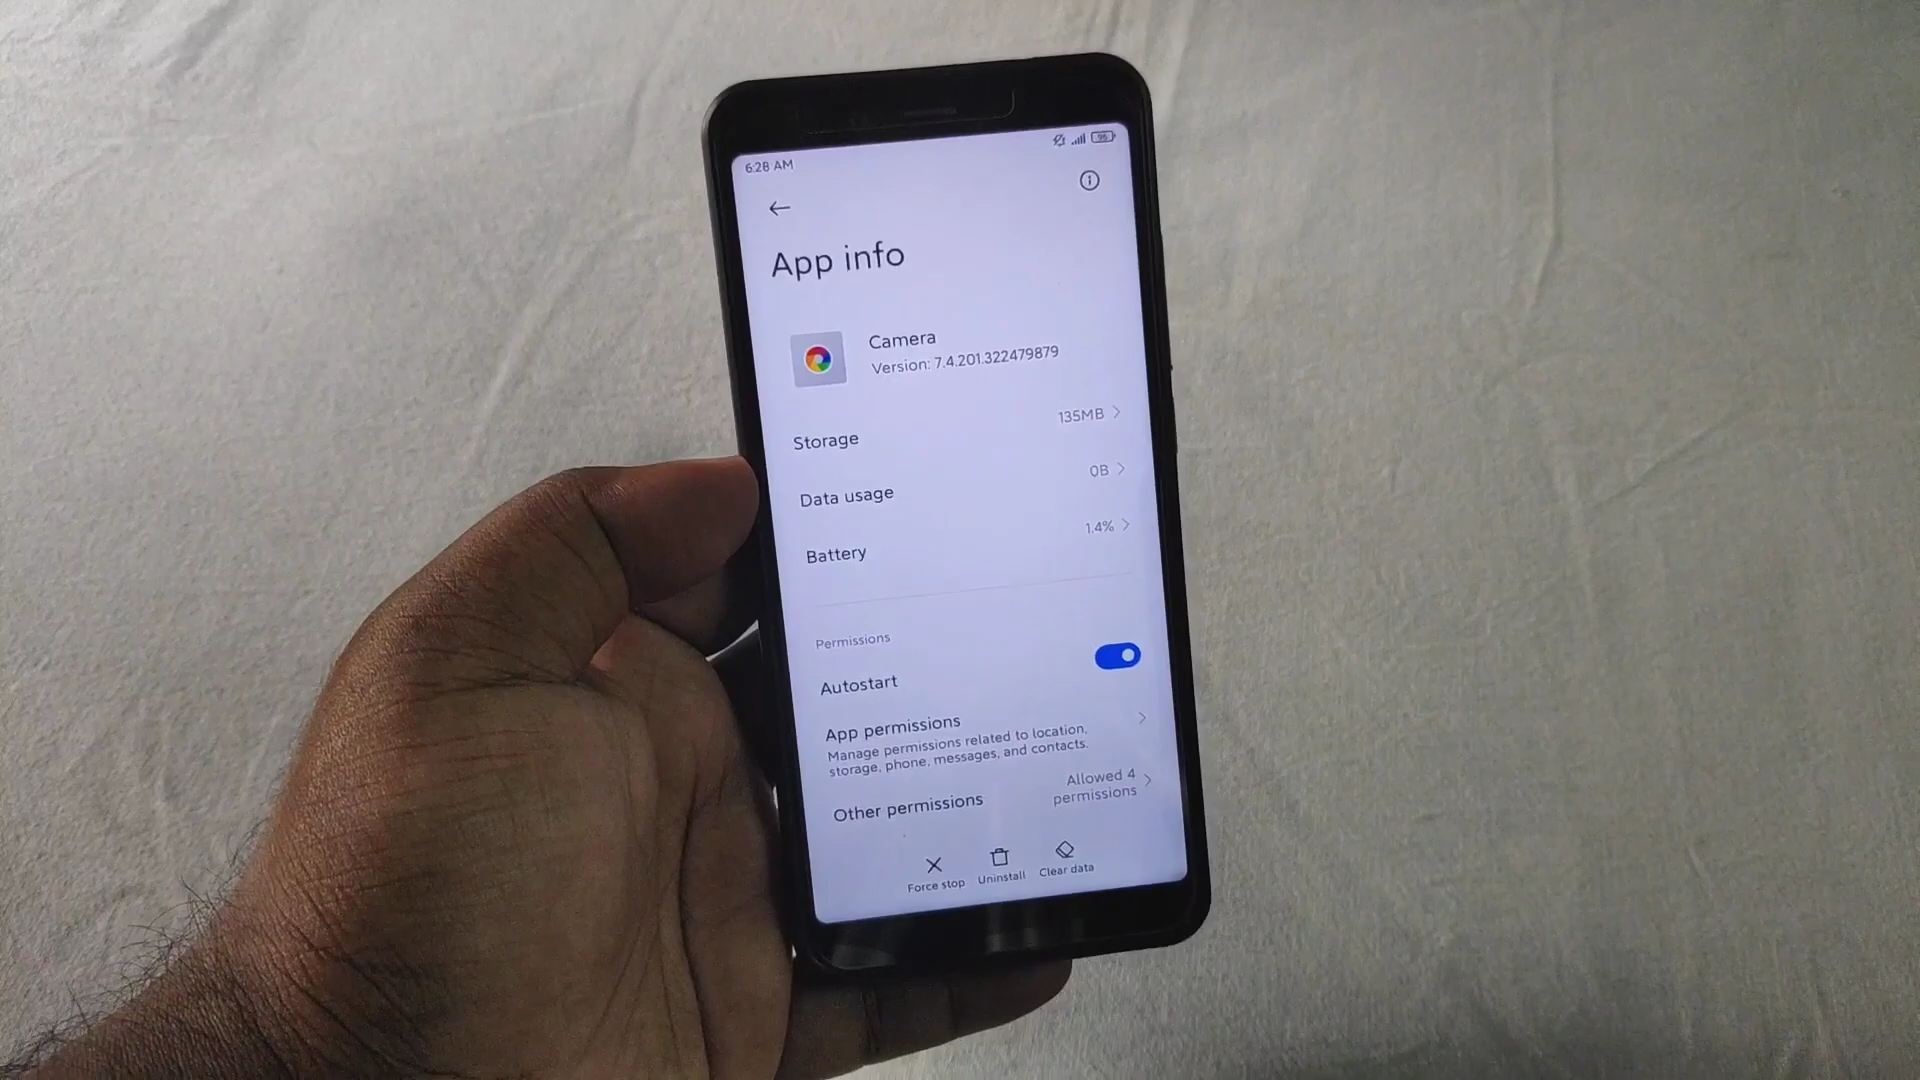 6:28 AM
96
App info
Camera
Version: 7.4.201.322479879
Storage
135MB
Data usage
0B
Battery
1.4%
Permissions
Autostart
App permissions
Manage permissions related to location,
storage, phone, messages, and contacts.
Other permissions
Allowed 4
permissions
Force stop
Uninstall
Clear data